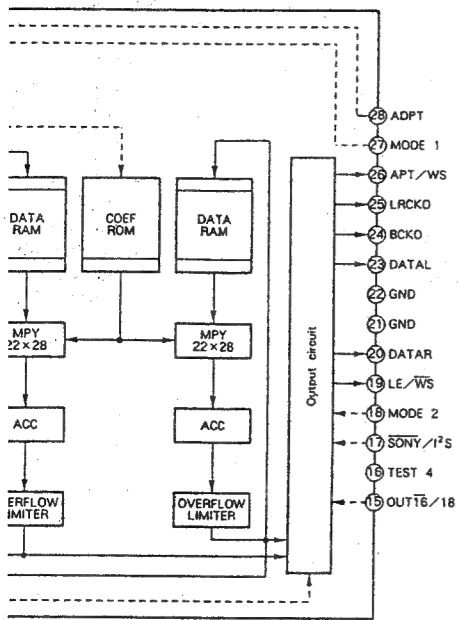 28 ADPT
27 MODE 1
26 APT/WS
25 LRCKO
24 BCKO
23 DATAL
22 GND
21 GND
20 DATAR
19 LE/WS
18 MODE 2
17 SONY/I²S
16 TEST 4
15 OUT16/18
DATA
RAM
COEF
ROM
DATA
RAM
MPY
22×28
MPY
22×28
ACC
ACC
ERFLOW
IMITER
OVERFLOW
LIMITER
Output circuit